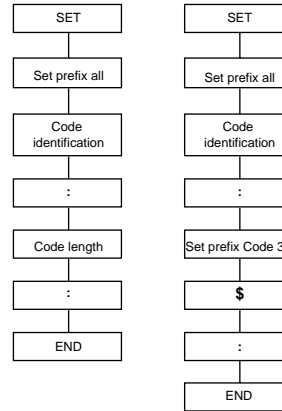 SET
Set prefix all
Code
identification
:
Code length
:
END
SET
Set prefix all
Code
identification
:
Set prefix Code 3
$
:
END